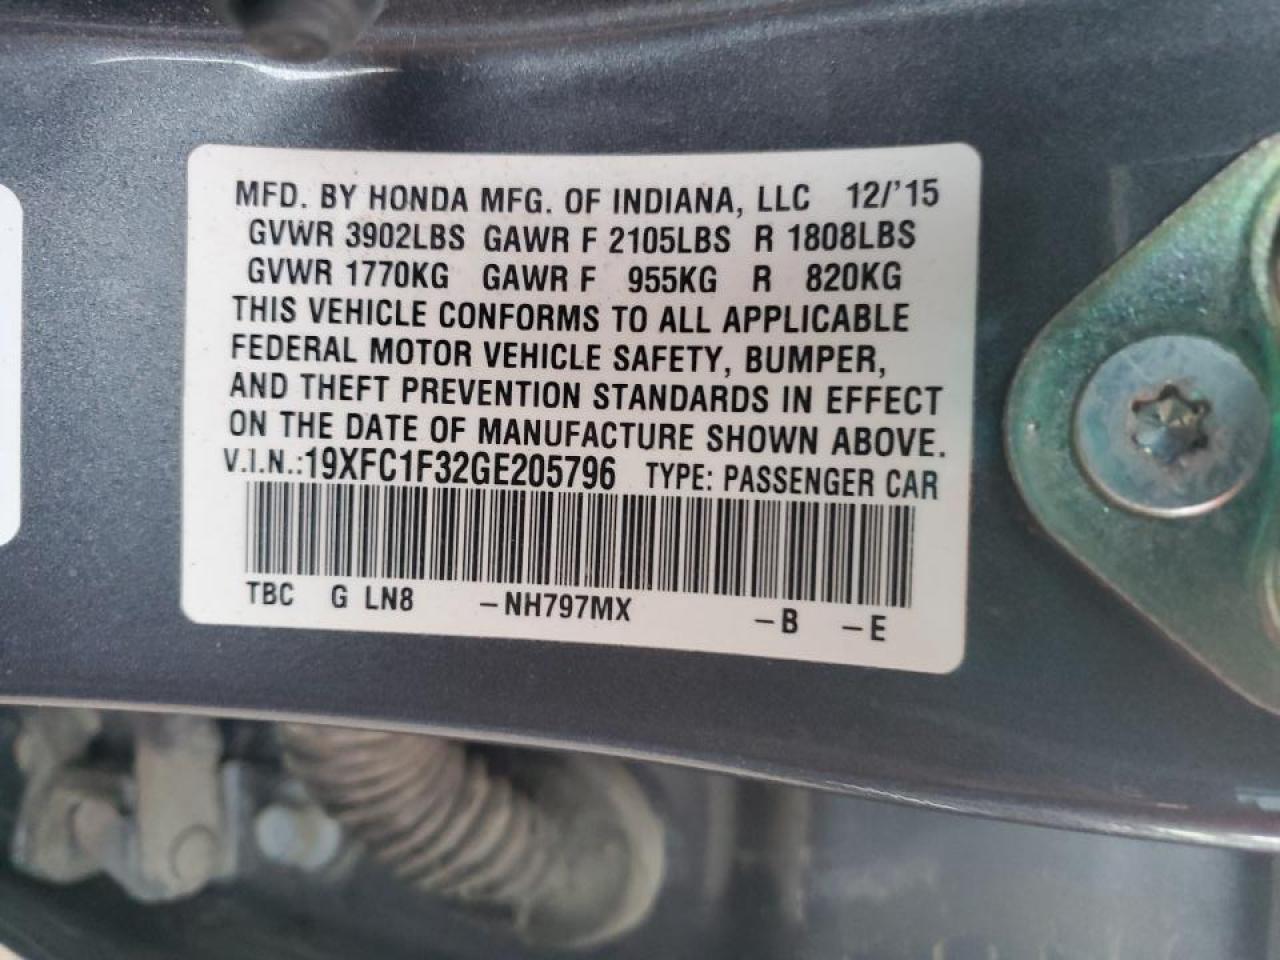 MFD. BY HONDA MFG. OF INDIANA, LLC 12/'15
GVWR 3902LBS GAWR F 2105LBS R 1808LBS
GVWR 1770KG GAWR F 955KG R 820KG
THIS VEHICLE CONFORMS TO ALL APPLICABLE
FEDERAL MOTOR VEHICLE SAFETY, BUMPER,
AND THEFT PREVENTION STANDARDS IN EFFECT
ON THE DATE OF MANUFACTURE SHOWN ABOVE.
V.I.N.:19XFC1F32GE205796 TYPE: PASSENGER CAR
TBC G LN8 -NH797MX -B -E